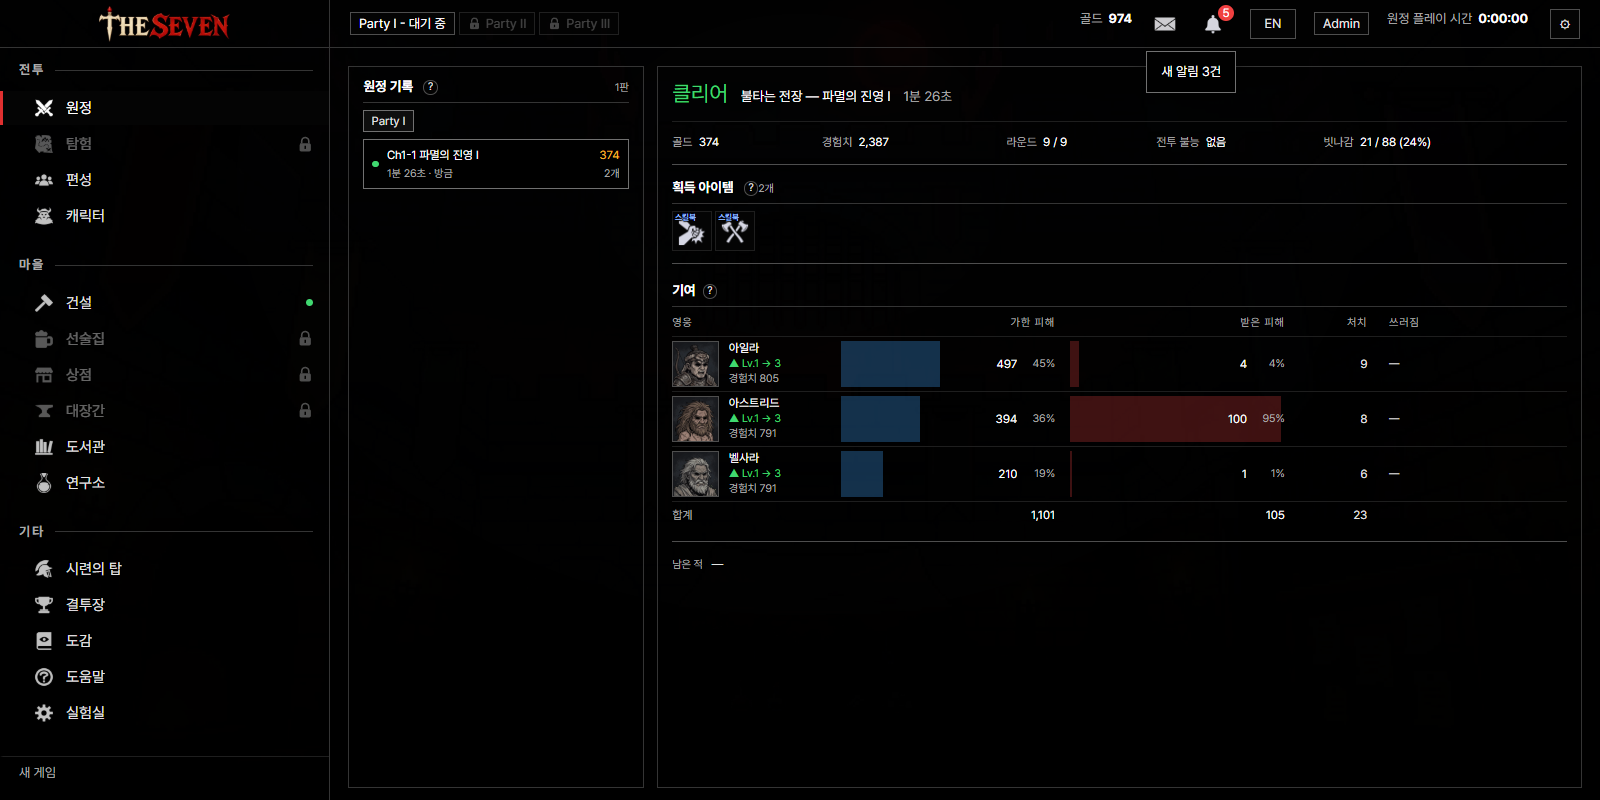 THE SEVEN
Party I - 대기 중
Party II
Party III
골드 974
5
EN
Admin
원정 플레이 시간 0:00:00
새 알림 3건
전투
원정
탐험
편성
캐릭터
마을
건설
선술집
상점
대장간
도서관
연구소
기타
시련의 탑
결투장
도감
도움말
실험실
새 게임
원정 기록 ?
1판
Party I
Ch1-1 파멸의 진영 I 374
1분 26초 · 방금 2개
클리어 불타는 전장 — 파멸의 진영 I 1분 26초
골드 374 경험치 2,387 라운드 9 / 9 전투 불능 없음 빗나감 21 / 88 (24%)
획득 아이템 ? 2개
스킬북 스킬북
기여 ?
영웅 가한 피해 받은 피해 처치 쓰러짐
아일라
▲ Lv.1 → 3 497 45% 4 4% 9 —
경험치 805
아스트리드
▲ Lv.1 → 3 394 36% 100 95% 8 —
경험치 791
벨사라
▲ Lv.1 → 3 210 19% 1 1% 6 —
경험치 791
합계 1,101 105 23
남은 적 —